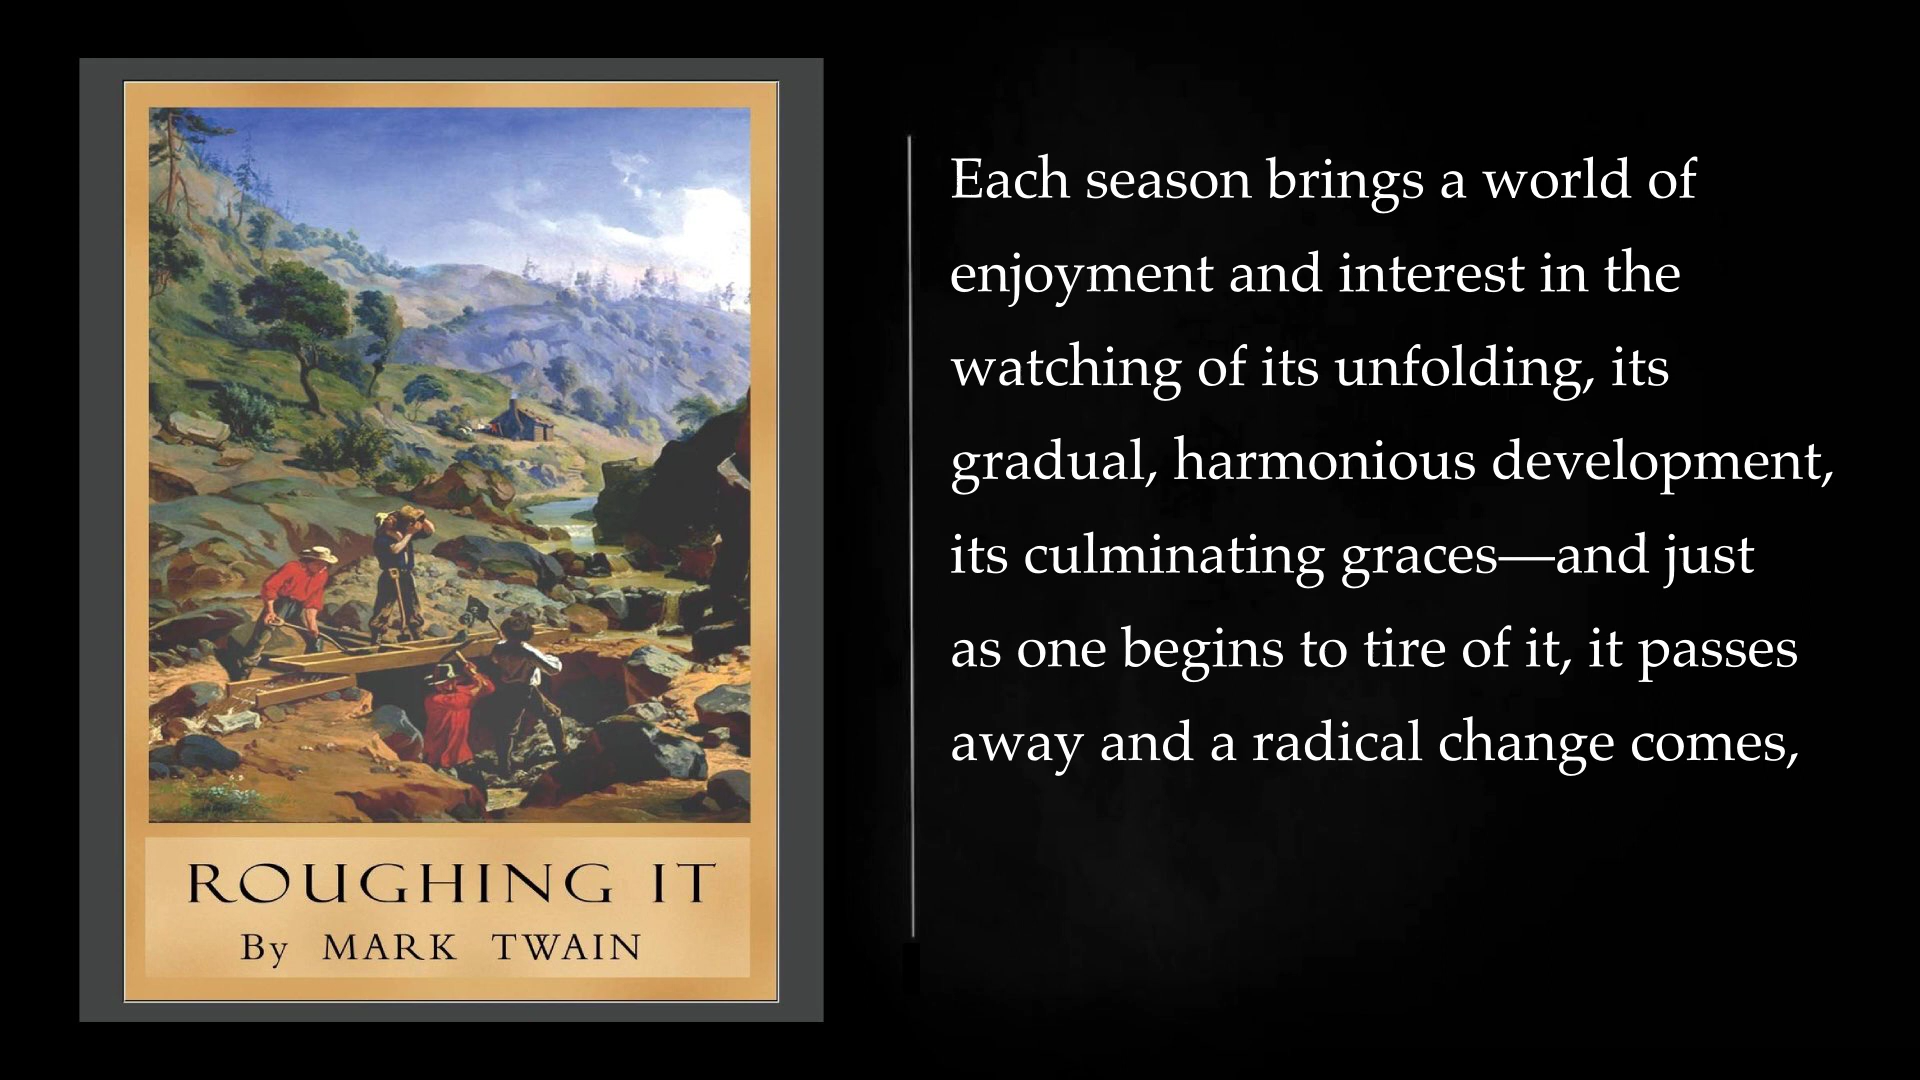 ROUGHING IT
By MARK TWAIN
Each season brings a world of
enjoyment and interest in the
watching of its unfolding, its
gradual, harmonious development,
its culminating graces—and just
as one begins to tire of it, it passes
away and a radical change comes,